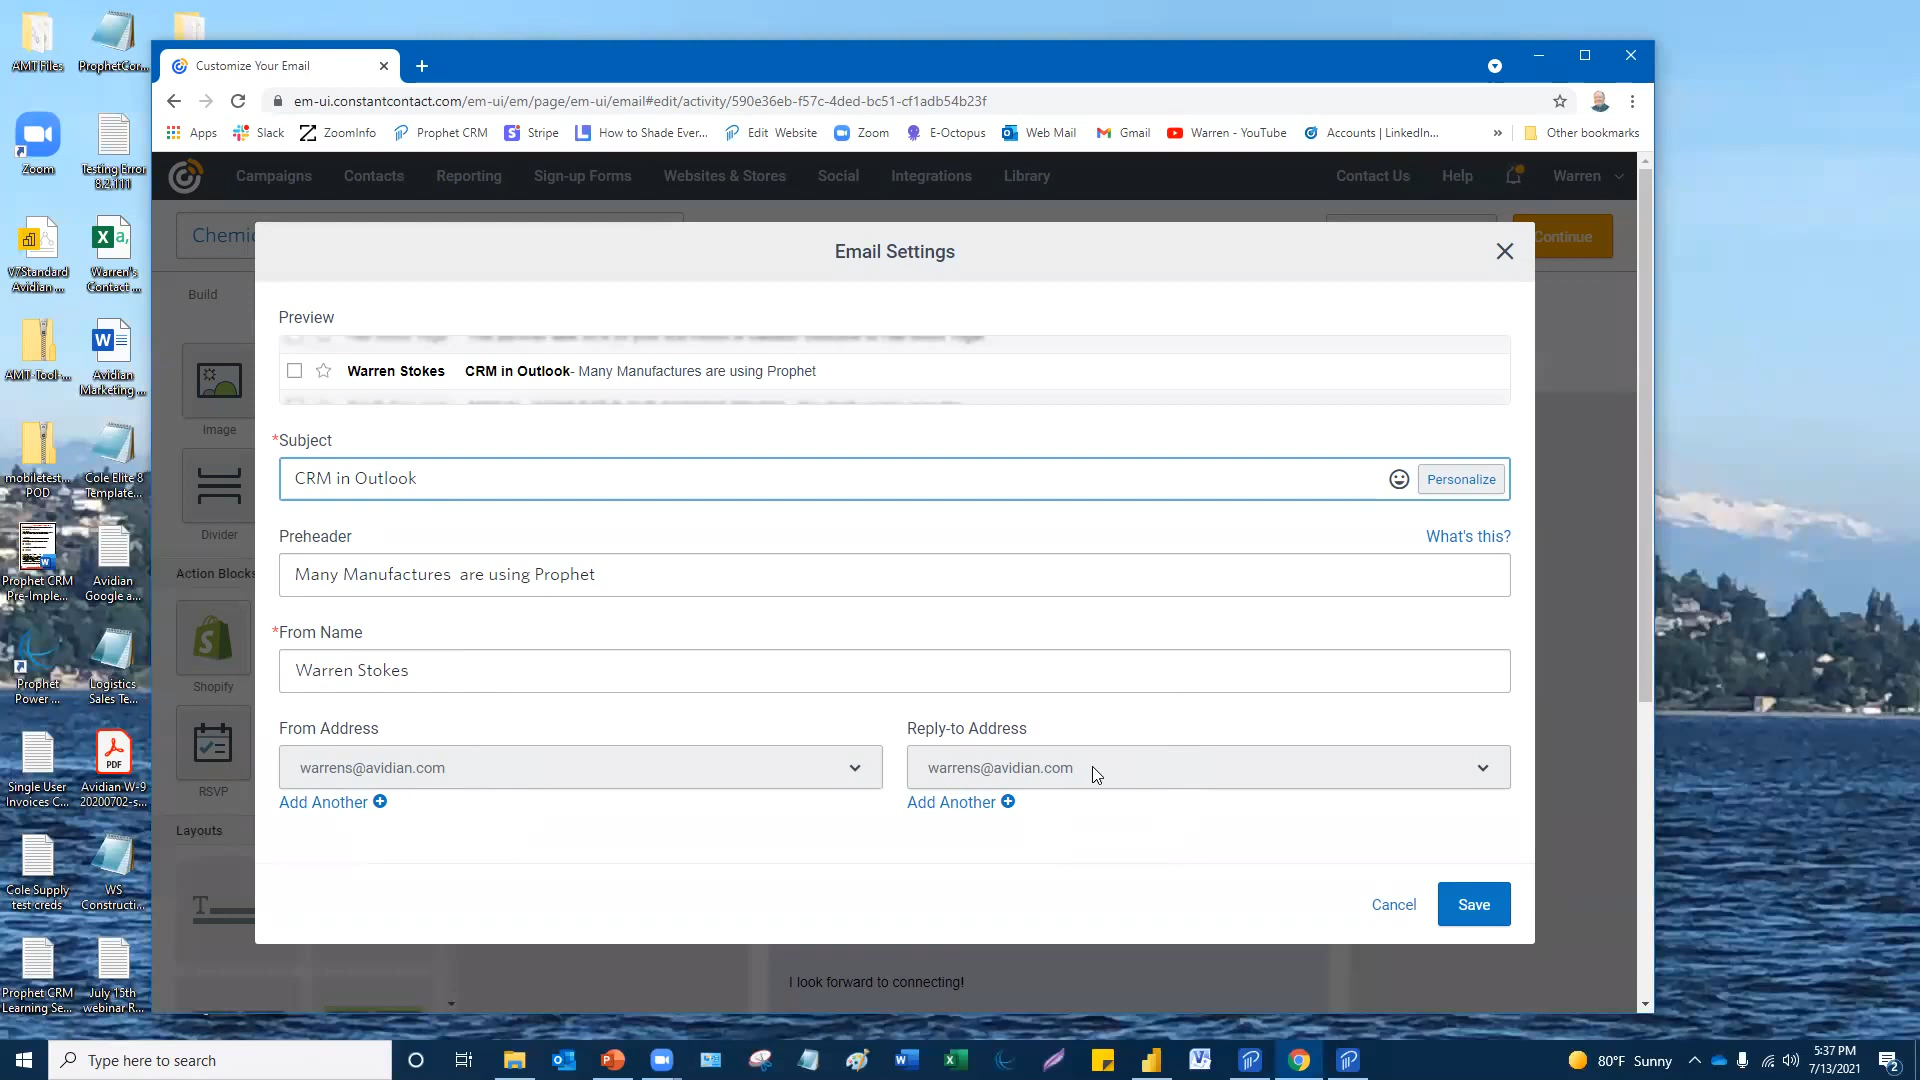 AMT Files
ProphetCor...
Zoom
Testing Error
8.2.111
V7Standard
Avidian ...
Warren's
Contact ...
AMT-Tool-...
Avidian
Marketing ...
mobiletest...
POD
Cole Elite 8
Template...
Prophet CRM
Pre-Imple...
Avidian
Google a...
Prophet
Power ...
Logistics
Sales Te...
PDF
Single User
Invoices C...
Avidian W-9
20200702-s...
Cole Supply
test creds
WS
Constructi...
Prophet CRM
Learning Se...
July 15th
webinar R...
Customize Your Email
em-ui.constantcontact.com/em-ui/em/page/em-ui/email#edit/activity/590e36eb-f57c-4ded-bc51-cf1adb54b23f
Apps Slack ZoomInfo Prophet CRM Stripe How to Shade Ever... Edit Website Zoom E-Octopus Web Mail Gmail Warren - YouTube Accounts | LinkedIn... » Other bookmarks
Campaigns Contacts Reporting Sign-up Forms Websites & Stores Social Integrations Library Contact Us Help Warren
Chemic
Continue
Build
Image
Divider
Action Blocks
Shopify
RSVP
Layouts
Email Settings
Preview
Warren Stokes CRM in Outlook- Many Manufactures are using Prophet
*Subject
CRM in Outlook
Personalize
Preheader
What's this?
Many Manufactures  are using Prophet
*From Name
Warren Stokes
From Address
Reply-to Address
warrens@avidian.com
warrens@avidian.com
Add Another
Add Another
Cancel
Save
I look forward to connecting!
Type here to search
80°F Sunny
5:37 PM
7/13/2021
2